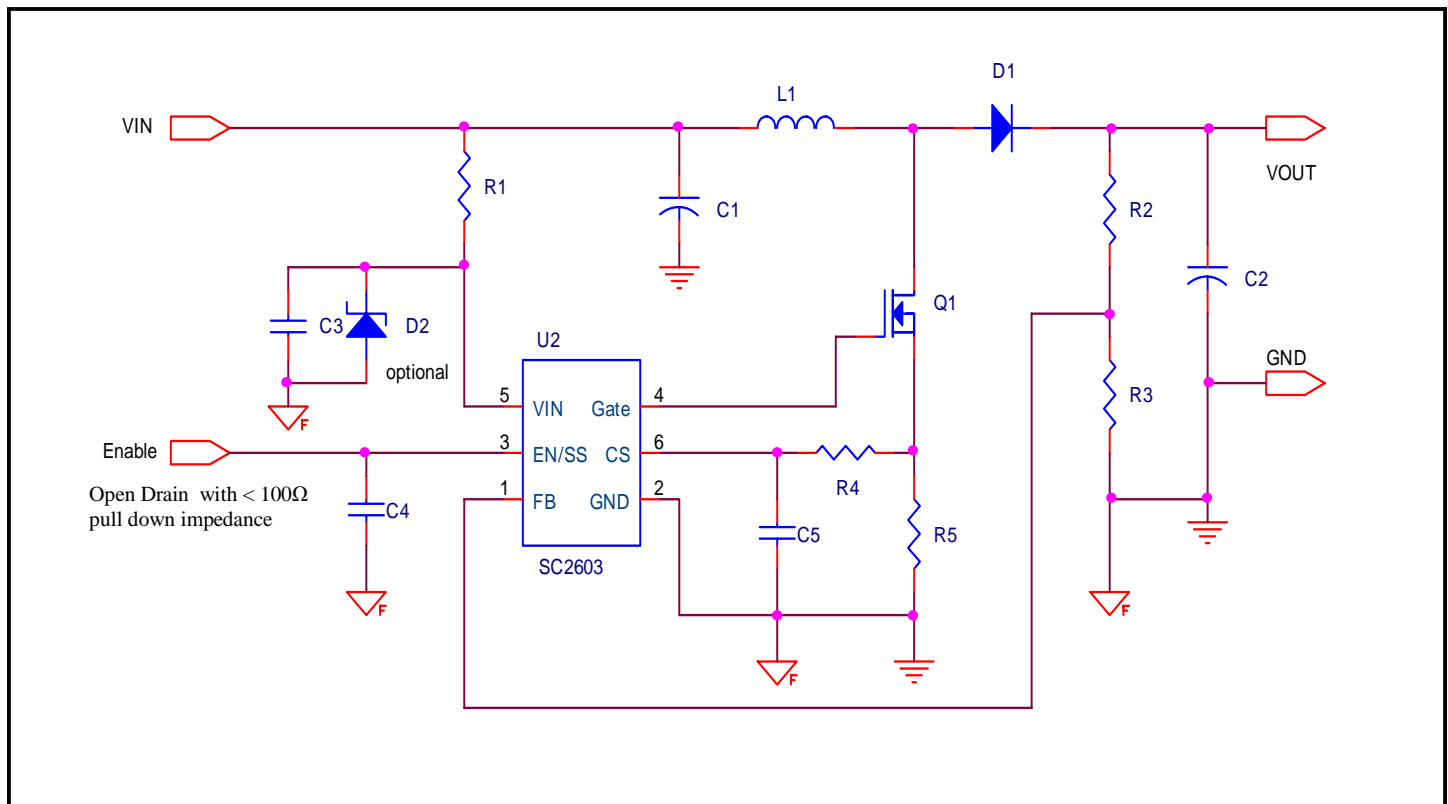 D1
L1
VIN
VOUT
R1
C1
R2
C2
Q1
C3
D2
U2
optional
GND
R3
5
VIN
Gate
4
Enable
3
EN/SS
CS
6
R4
Open Drain with < 100Ω
pull down impedance
1
FB
GND
2
C4
C5
R5
SC2603
F
F
F
F